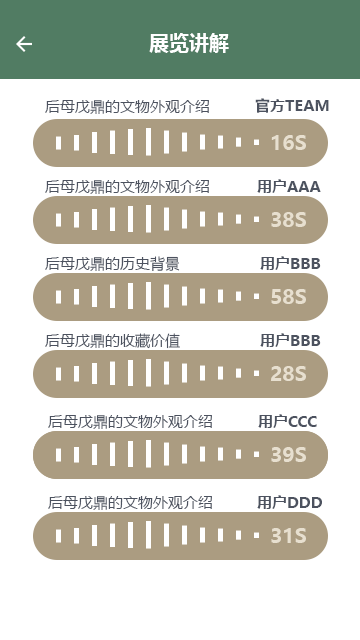 展览讲解
后母戊鼎的文物外观介绍 官方TEAM
16S
后母戊鼎的文物外观介绍 用户AAA
38S
后母戊鼎的历史背景 用户BBB
58S
后母戊鼎的收藏价值 用户BBB
28S
后母戊鼎的文物外观介绍 用户CCC
39S
后母戊鼎的文物外观介绍 用户DDD
31S